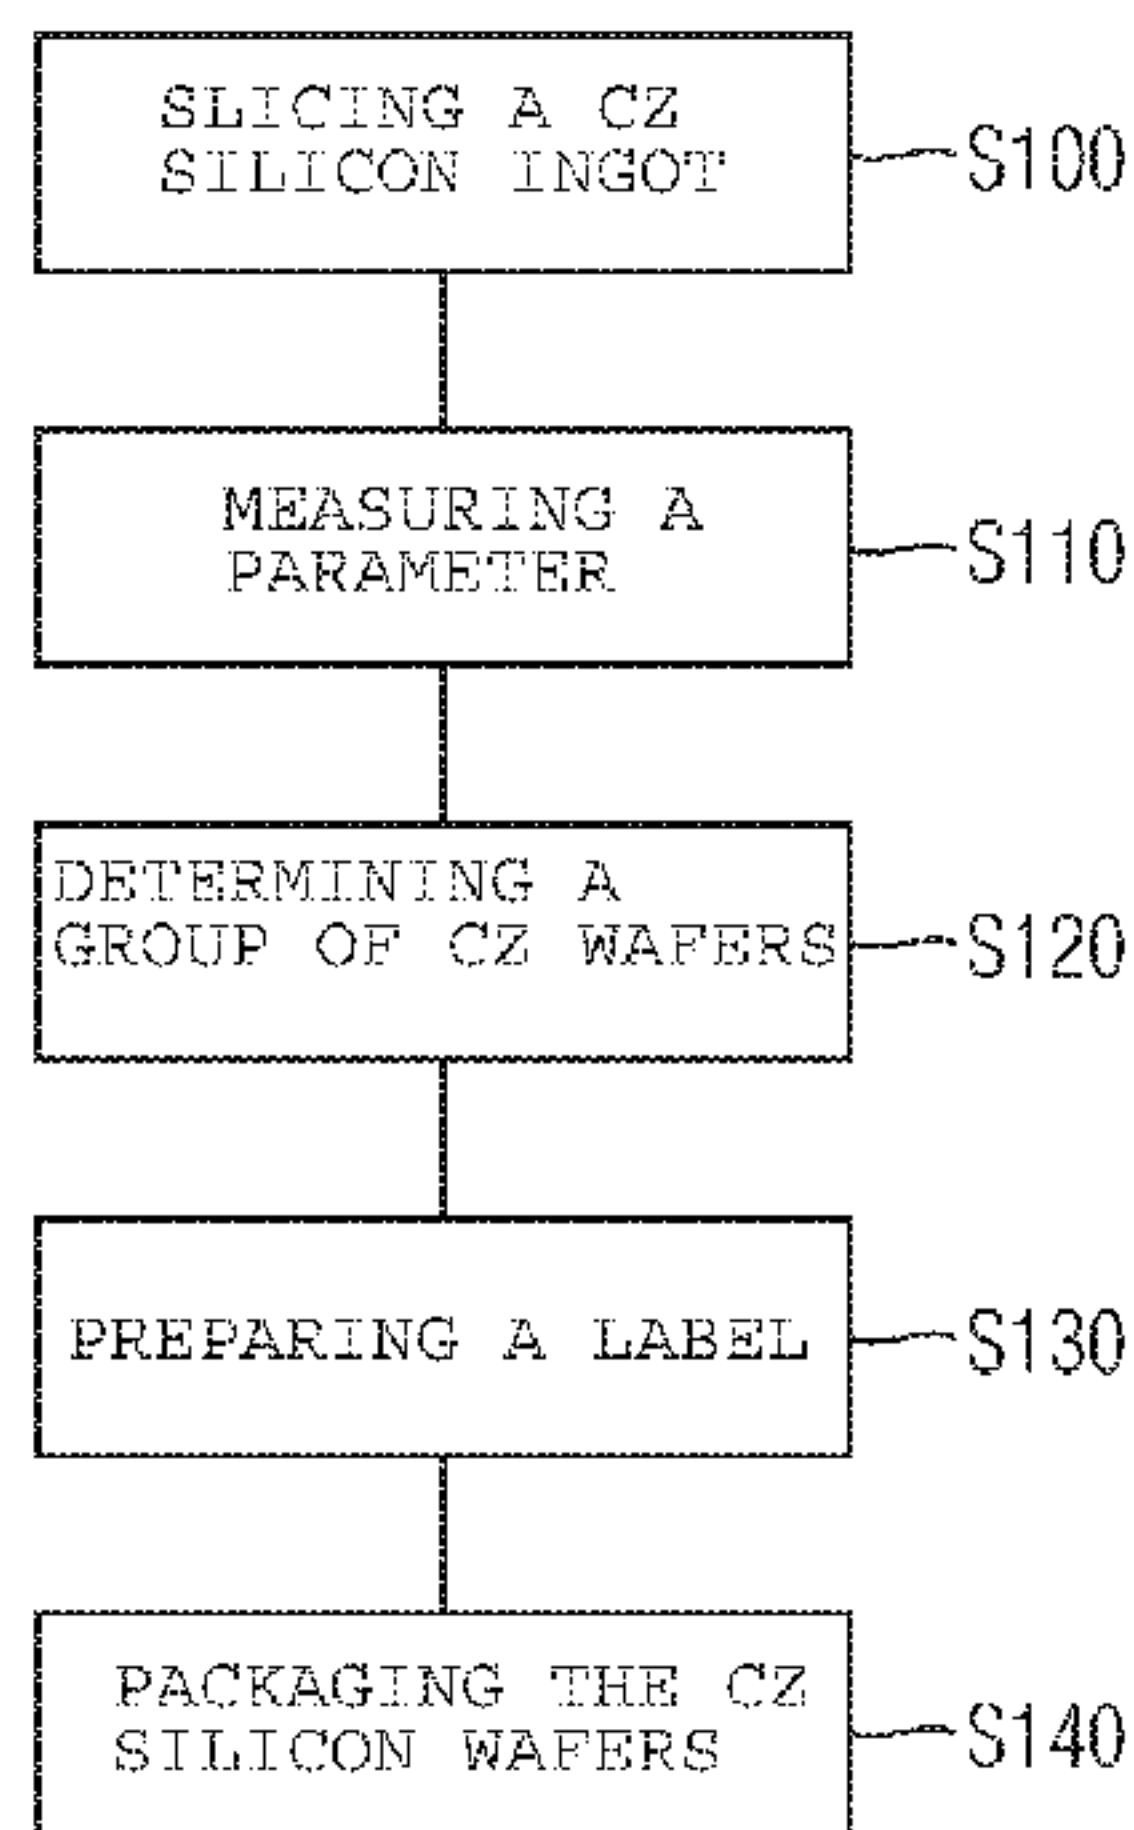 SLICING A CZ
SILICON INGOT
S100
MEASURING A
PARAMETER
S110
DETERMINING A
GROUP OF CZ WAFERS
S120
PREPARING A LABEL
S130
PACKAGING THE CZ
SILICON WAFERS
S140